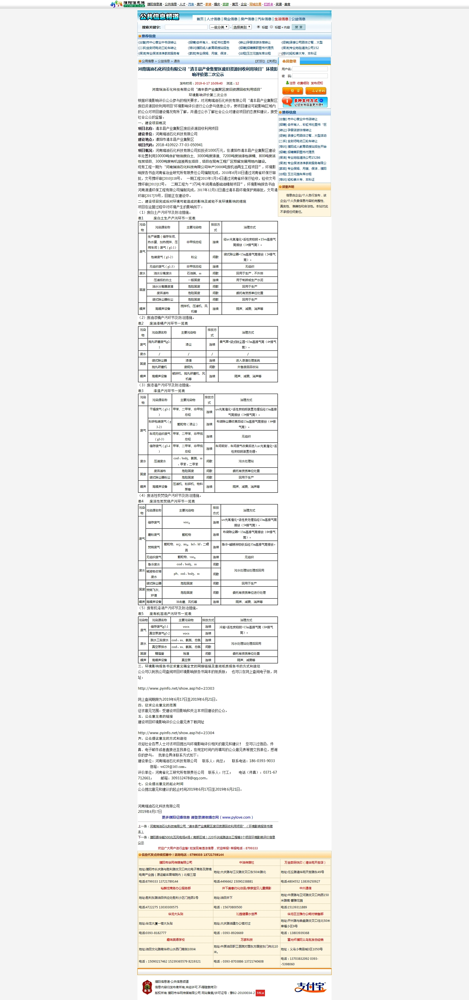 濮阳信息港
PYINFO.COM
濮阳信息港 - 公共信息 - 人才 - 汽车 - 房产 - 家装 - 婚庆 - 旅游 - 黄页 - 企业 - 同城交易 - 打折卡 - 笑港 - 美食
公共信息频道
首页 | 人才信息 | 商业信息 | 房产信息 | 汽车信息 | 生活信息 | 公益信息
搜索关键字： 一级分类 - 选择类别 标题 标题＋内容 搜 索
推荐信息
·[出售]市中心营业中书店转让 ·[招聘]@所有人，彩虹书社图书 ·[转让]孕婴店游泳馆转让 ·[促销]承接公司团体订餐，大型
·[二手]全封闭电动三轮车转让 ·[培训]濮阳成人教育函授站招生 ·[招聘]招聘兼职图书代理员 ·[保洁]专业地毯清洗公司152
·[保洁]专业保洁洁净家政服务有 ·[家政]专业保姆、月嫂、保洁， ·[出租]玉兰花园车库出租 ·[培训]轻松拿大专、本科证
公用信息 > 公益信息 > 通告 【打印】【关闭】
河南瑞油石化科技有限公司“清丰县产业集聚区废旧资源回收利用项目”环境影
响评价第二次公示
发布时间：2019-6-17 10:09:40 浏览：12
河南瑞油石化科技有限公司“清丰县产业集聚区废旧资源回收利用项目”
环境影响评价第二次公示
根据环境影响评价公众参与的相关要求，对河南瑞油石化科技有限公司“清丰县产业集聚区
废旧资源回收利用项目”环境影响评价进行公众参与信息公示，使项目建设可能影响区域内
的公众对项目建设情况有所了解，并通过公示了解社会公众对建设项目的态度和建议，接受
社会公众的监督。
一、建设项目概况
项目名称：清丰县产业集聚区废旧资源回收利用项目
建设单位：河南瑞油石化科技有限公司
建设地点：濮阳市清丰县产业集聚区
项目代码：2018-410922-77-03-050941
项目概况：河南瑞油石化科技有限公司拟投资1000万元，在濮阳市清丰县产业集聚区建设
年处置利用10000吨含矿物油废白土、3000吨废漆渣、7200吨废油漆包装桶、800吨废活
性炭项目、3000吨废有机溶液再生项目，项目在现有工程厂区预留发展用地内建设。
现有工程一期为“河南瑞油石化科技有限公司年产20000吨废机油再生工程项目”，环境影
响报告书由河南省冶金研究所有限责任公司编制完成，2010年6月10日通过河南省环保厅审
批，文号豫环审[2010]118号。 一期工程2013年1月14日通过河南省环保厅验收，验收文号
豫环审[2013]12号。 二期工程为“3万吨/年润滑油基础油精制项目”，环境影响报告书由
河南源通环保工程有限公司编制完成，2017年12月12日通过清丰县环境保护局审批，文号清
环审[2017]70号，目前正在建设中。
二、建设项目完成后对环境可能造成的影响及减轻不良环境影响的措施
项目在运营过程中对环境产生的影响如下：
（1）废白土产污环节及防治措施。
表1 废白土生产产污环节一览表
污染物 污染源名称 主要污染物 排放方式 治理方式
废气 生产装置（储存车间、热水罐、加热搅拌、压榨车间）废气（g1-1） 非甲烷总烃 连续 经uv光氧催化+活性炭吸附＋15m高排气筒排放（1#排气筒）。
包装废气（g1-2） 粉尘 间歇 袋式除尘器+15m高排气筒排放（2#排气筒）。
无组织废气（g1-3） 非甲烷总烃 连续 无组织
废水 油水分离废水 石油类、ss 间歇 回用于生产，不外排
固废 压滤后的白土 一般固废 连续 用于制砖或生产水泥
油水分离器废渣 危险固废 间歇 回用于生产
废弃滤布 危险固废 间歇 委托有资质单位处置
袋式除尘器粉尘 危险固废 间歇 回用于生产
噪声 高噪声设备 搅拌机、压滤机、风机等 连续 隔声、减震、消声等
（2）废油漆桶产污环节及防治措施。
表2 废油漆桶产污环节一览表
污染物 污染源名称 主要污染物 排放方式 治理方式
废气 抛丸研磨废气g2-1 漆尘 连续 集气罩+袋式除尘器+15m高排气筒（4#排气筒）。
废水 / / / /
固废 袋式除尘器 漆渣 连续 进入漆渣处理系统
抛丸研磨机 废钢丸 间歇 外售废品回收站
噪声 高噪声设备 破碎机、抛丸研磨机、风机等 连续 隔声、减震、消声等
（3）废漆渣产污环节及防治措施。
表3 漆渣产污环节一览表
污染物 污染源名称 主要污染物 排放方式 治理方式
废气 干燥废气（g3-1） 甲苯、二甲苯、非甲烷总烃 连续 uv光氧催化+活性炭吸附装置处理后经15m高排气筒排放（3#排气筒）。
粉碎包装废气（g3-2） 颗粒物（漆尘） 连续 布袋除尘器收集后经15m高排气筒排放（4#排气筒）。
车间无组织废气（g3-3） 甲苯、二甲苯、非甲烷总烃 连续 无组织
储存废气（g3-4） 甲苯、二甲苯、非甲烷总烃 连续 车间密封，车间废气收集后进入uv光氧催化+活性炭吸附装置处理。
废水 压滤废水 cod、bod5、氨氮、ss、甲苯、二甲苯 间歇 污水处理站
固废 废弃滤布 危险固废 间歇 委托有资质单位处置
袋式除尘器粉尘 危险固废 间歇 回用于生产
噪声 高噪声设备 压滤机、粉碎机、物料泵等 连续 隔声、减震、消声等
（4）废活性炭焚烧产污环节及防治措施。
表4 废活性炭焚烧产污环节一览表
污染物 污染源名称 主要污染物 排放方式 治理方式
废气 储存废气 vocs 连续 uv光氧催化+活性炭处理后经15m高排气筒排放（5#排气筒）。
磨粉废气 颗粒物 连续 布袋除尘器+ 15m高排气筒排放（6#排气筒）。
焚烧废气 颗粒物、so2、nox、hcl、hf、二噁英 连续 急冷+碱喷淋吸收后经35m高排气筒排放。
无组织废气 颗粒物、vocs 连续 无组织
废水 急冷废水 cod、bod5、ss 间歇 污水处理站处理后回用
碱液吸收塔废水 ph、cod、bod5、ss 间歇
固废 袋式除尘器 危险固废 间歇 回用于生产
焚烧飞灰、炉渣 危险固废 间歇 委托有资质单位进行处理
噪声 高噪声设备 冲击磨、风机等 连续 隔声、减震、消声等
（5）废有机溶液产污环节及防治措施。
表5 废有机溶液产污环节一览表
污染物 污染源名称 主要污染物 排放方式 治理方式
废气 储存废气g5-1 vocs 连续 冷凝+活性炭吸附+15m高排气筒（8#排气筒）。
真空泵废气g5-2 vocs 连续
废水 脱水工段废水 cod、ss、氨氮、总氮 连续 污水处理站处理后回用
真空泵排水 cod、ss、氨氮、总氮 间歇
固废 精馏釜 残渣 间歇 委托有资质单位处置
噪声 高噪声设备 真空泵 连续 隔声、减震等
三、环境影响报告书征求意见稿全文的网络链接及查阅纸质报告书的方式和途径
公众可以到我公司查阅项目环境影响报告书简本的纸质版； 也可以在网上查阅电子版，网
址：
http://www.pyinfo.net/show.asp?id=23303
网上查阅期限为2019年6月17日至2019年6月21日。
四、征求公众意见的范围
征求意见范围：受建设项目影响和关注本项目建设的公众。
五、公众意见表的链接
建设项目环境影响评价公众意见表下载网址
http://www.pyinfo.net/show.asp?id=23304
六、公众提议意见的方式和途径
欢迎社会各界人士对该项目提出与环境影响评价相关的意见和建议！ 您可以过信函、传
真、电子邮件或者直接送至我单位，在规定时间内将填写的公众意见表等提交我单位，感谢
你的参与。 我单位具体联系方式如下：
建设单位：河南瑞油石化科技有限公司 联系人：肖总； 联系电话：186-0393-9033
信箱：wt229@163.com。
评价单位：河南省化工研究所有限责任公司 联系人：付工； 电话（传真）：0371-67
712661； 邮箱：309332478@qq.com。
七、公众提出意见的起止时间
公众提出意见和建议的起止时间2019年6月17日至2019年6月21日。
河南瑞油石化科技有限公司
2019年6月17日
更多濮阳征婚信息 请登录濮缘婚恋网（www.pylove.com）
上一条：河南瑞油石化科技有限公司“清丰县产业集聚区废旧资源回收利用项目”（环境影响报告书简
本）
下一条：濮阳县华能500兆瓦风电场A场（南部区域）220千伏线路送出工程等3个项目环境影响评价信息
公示
欢迎广大用户进行监督! 如发现有违法信息，欢迎举报! 举报电话：8799333
会员登录
用户名:
密 码:
注册 收费细则 发布须知
登 录 忘记密码
多种支付方式
让您发布信息更方便!
推荐信息
[出售] 市中心营业中书店转让
[招聘] @所有人，彩虹书社图书“巨
[转让] 孕婴店游泳馆转让
[促销] 承接公司团体订餐，大型活动
[二手] 全封闭电动三轮车转让
[培训] 濮阳成人教育函授站招生开始
[招聘] 招聘兼职图书代理员
[保洁] 专业地毯清洗公司15286
[保洁] 专业保洁洁净家政服务有限公
[家政] 专业保姆、月嫂、保洁，濮阳
[出租] 玉兰花园车库出租
[培训] 轻松拿大专、本科证
郑重声明
信息由企业/个人自行发布，该
企业/个人负责信息内容的完整性、
真实性、准确性和合法性。本站对此
不承担任何责任。
信息代发点持续招募中！咨询电话：8799333 13721789144
濮阳市华网传媒有限公司 中油传媒社 万全数码快印（清华苑天街店）
地址:濮阳市长庆路与胜利路交叉口向北电子商务及跨境电商产业园（原运输体育馆院内）北楼三层 地址:大庆路与江汉路交叉口东50米路北 地址:任丘路清华苑天街路东49号
电话:8799333 13721789144 电话:4496662 15090238881 电话:4804552 13839250927
裕麟龙商务办公服务部 井下美香约化妆品/亲亲宝贝儿童摄影 中州通信
地址:胜利东路油田供应处胜利小区门岗西1号 地址:油田井下 地址:中原路与卫河路交叉口向西150米路南 馨雅花园
电话:4722275 13030300575 电话：15670800500 电话:15139311889
华龙大头贴 沁园健康水世界 华龙区兰雅办公耗材销售部
地址:华龙大厦一楼大头贴 地址:大庆路油建办公楼对过 地址:开州路与曲盘路交叉口往北50米幸福小区9号
电话:0393-8182777 电话：0393-8926669 电话：13803939368
趣味英语学校 万家科技 富光杯濮阳义乌批发总经销
地址:油田文化路南华府山水西门南侧100米 地址:中原油田职工医院对面东方国贸东门向北10米。 地址：义乌小商品城3区1050号
电话：15090217462 15239365579 8219321 电话：0393-8703886 13721740608 电话：13703832092 0393--5398060
ICP
备案
濮阳信息港·公共信息频道
信息内容归发布者所有,未经许可,不得随意拷贝!
版权所有 濮阳市华网传媒有限公司 网站备案/许可证号：豫B2-20100034-2 51La
支付宝